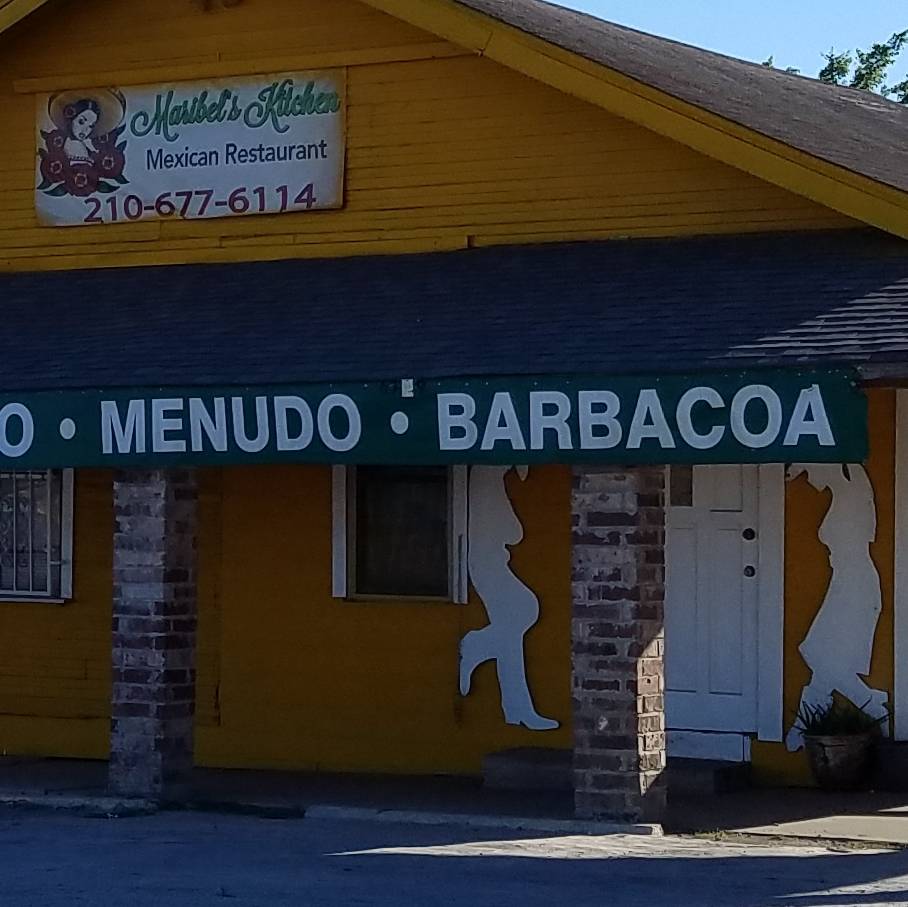 Maribel's Kitchen
Mexican Restaurant
210-677-6114
O • MENUDO • BARBACOA